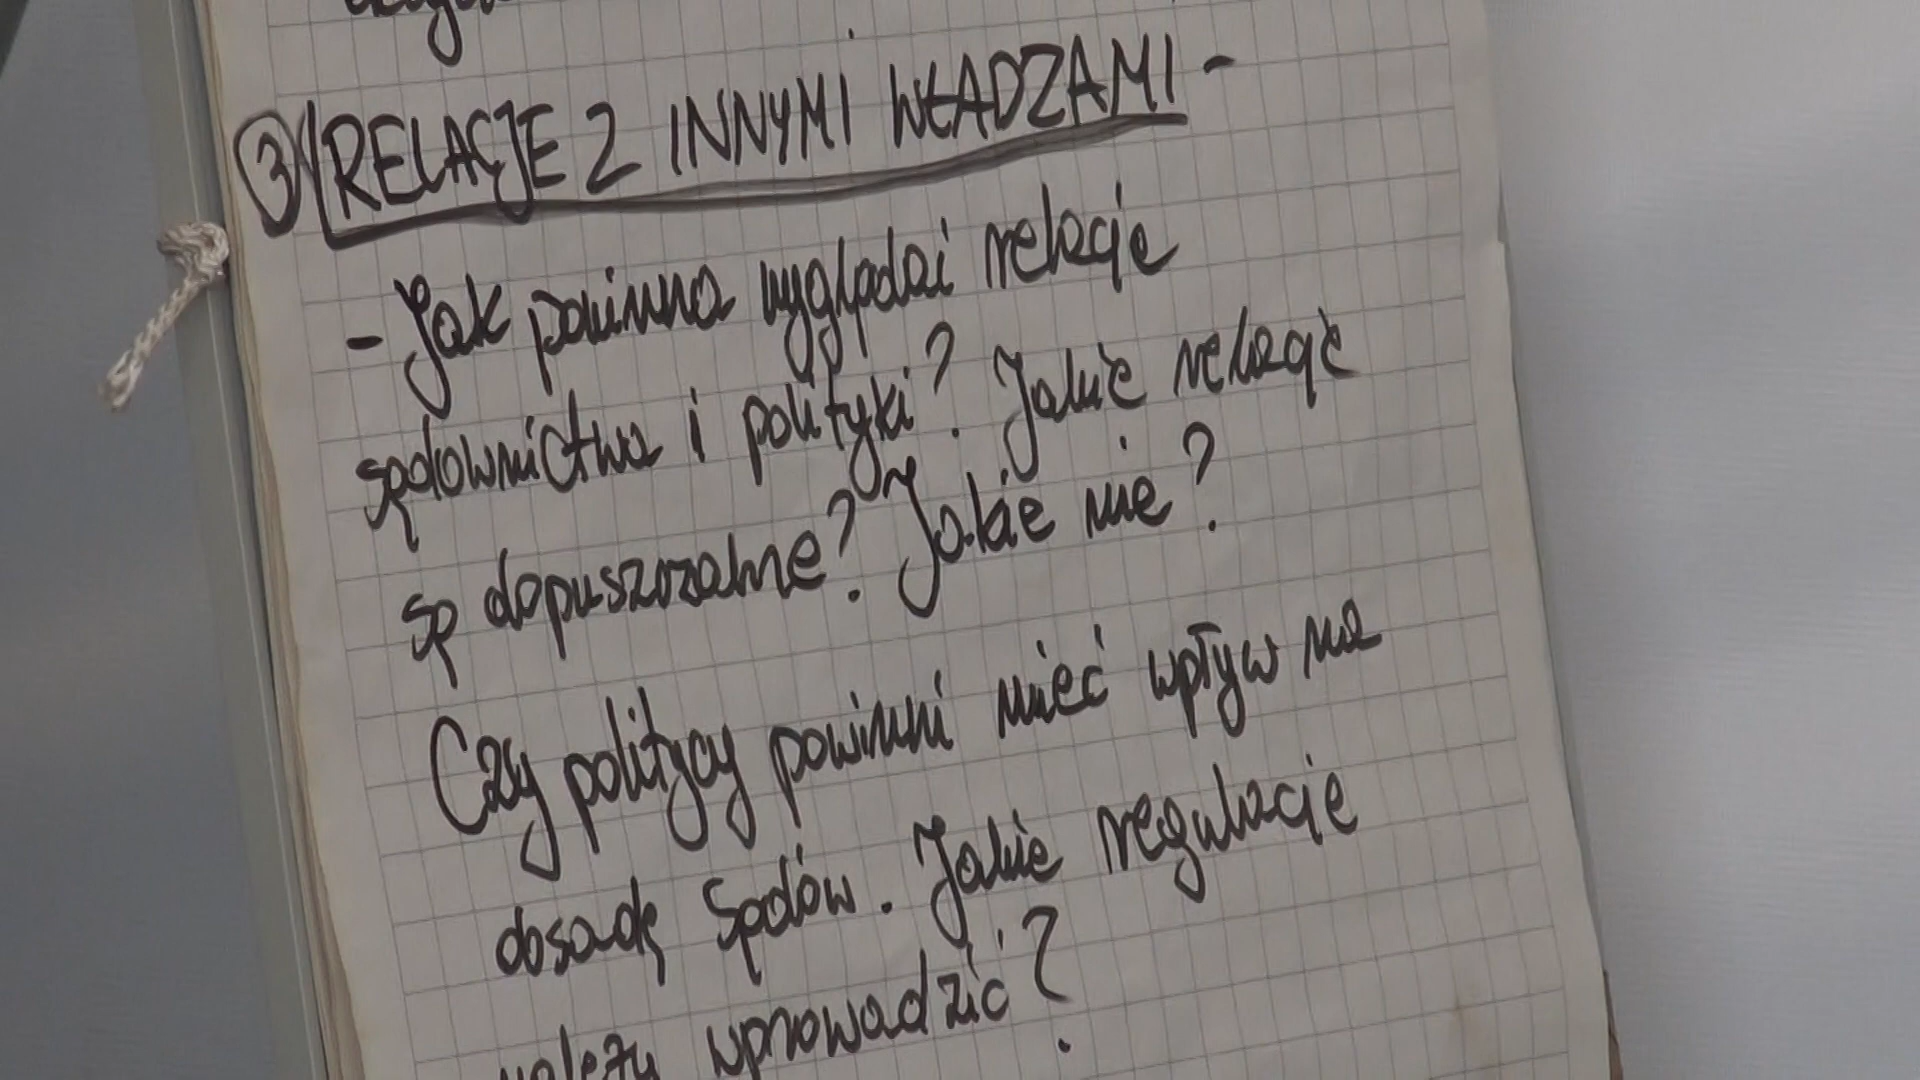 ③ RELACJE Z INNYMI WŁADZAMI -
- Jak powinna wyglądać relacje
sądownictwa i polityki? Jakie relacje
są dopuszczalne? Jakie nie?
Czy politycy powinni mieć wpływ na
obsadę sądów. Jakie regulacje
należy wprowadzić?